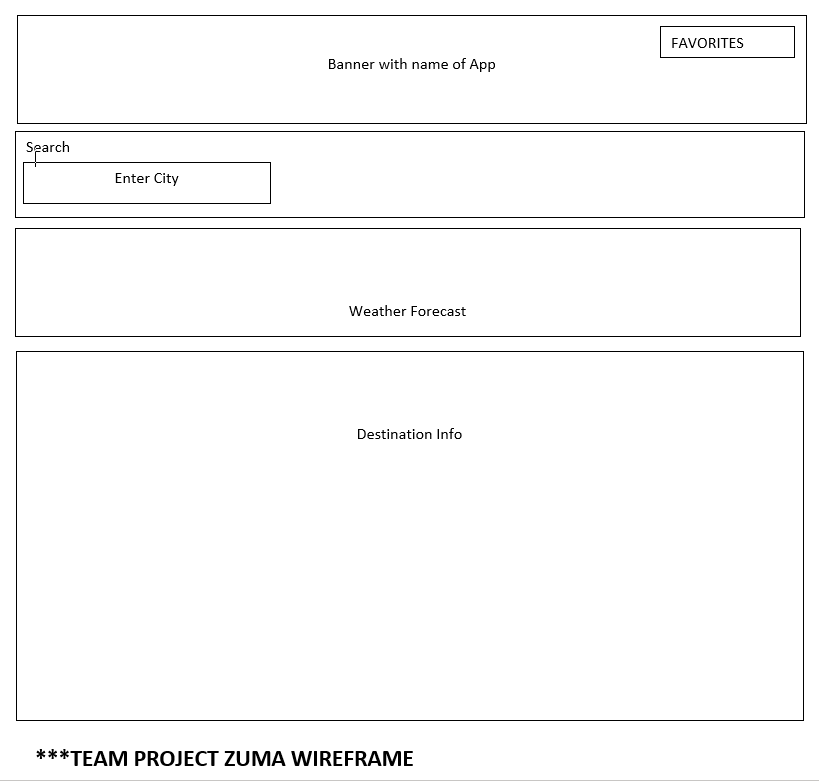 FAVORITES
Banner with name of App
Search
Enter City
Weather Forecast
Destination Info
***TEAM PROJECT ZUMA WIREFRAME